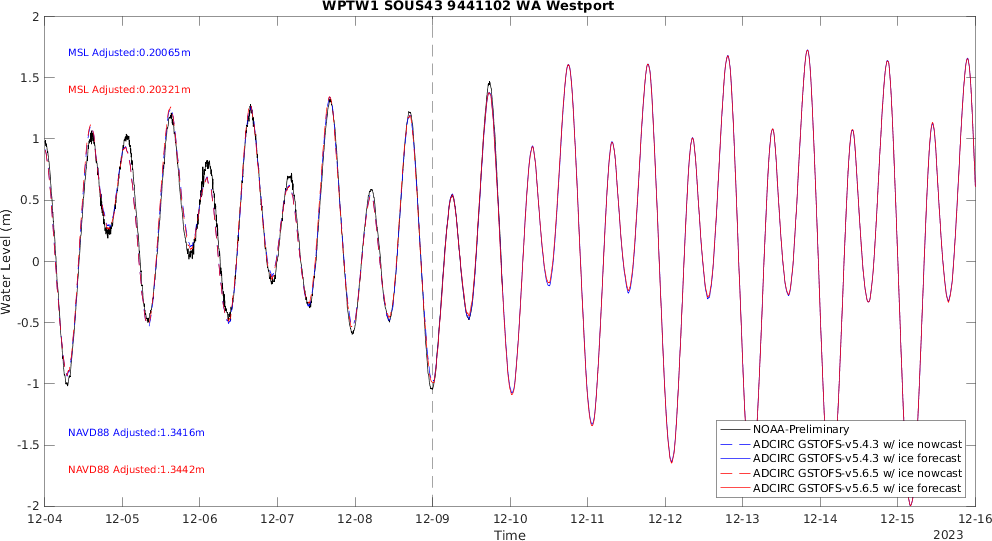 WPTW1 SOUS43 9441102 WA Westport
2
1.5
1
0.5
0
-0.5
-1
-1.5
-2
Water Level (m)
MSL Adjusted:0.20065m
MSL Adjusted:0.20321m
NAVD88 Adjusted:1.3416m
NAVD88 Adjusted:1.3442m
NOAA-Preliminary
ADCIRC GSTOFS-v5.4.3 w/ ice nowcast
ADCIRC GSTOFS-v5.4.3 w/ ice forecast
ADCIRC GSTOFS-v5.6.5 w/ ice nowcast
ADCIRC GSTOFS-v5.6.5 w/ ice forecast
12-04 12-05 12-06 12-07 12-08 12-09 12-10 12-11 12-12 12-13 12-14 12-15 12-16
Time
2023